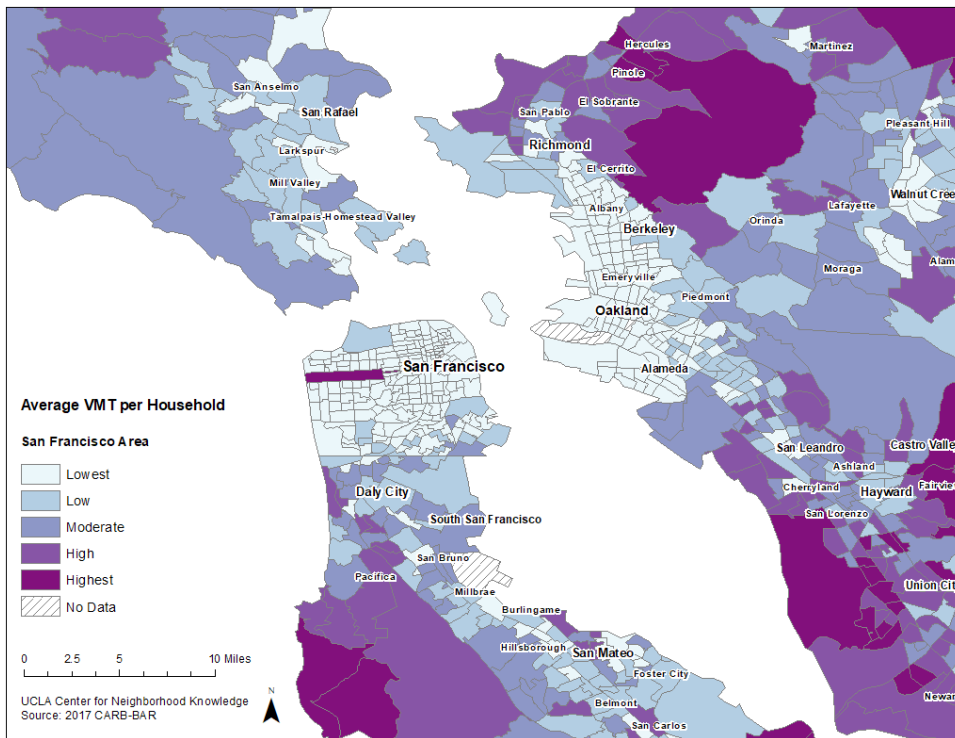 Hercules
Martinez
Pinole
San Anselmo
El Sobrante
San Rafael
San Pablo
Pleasant Hill
Richmond
Larkspur
El Cerrito
Mill Valley
Walnut Cree
Albany
Lafayette
Tamalpais-Homestead Valley
Orinda
Berkeley
Alam
Moraga
Emeryville
Piedmont
Oakland
San Francisco
Alameda
Average VMT per Household
San Francisco Area
Lowest
Low
Moderate
High
Highest
No Data
San Leandro
Castro Valle
Ashland
Cherryland
Hayward
Fairvie
Daly City
San Lorenzo
South San Francisco
San Bruno
Pacifica
Union Cit
Millbrae
Burlingame
Hillsborough
San Mateo
Foster City
Newar
Belmont
San Carlos
0 2.5 5 10 Miles
N
UCLA Center for Neighborhood Knowledge
Source: 2017 CARB-BAR